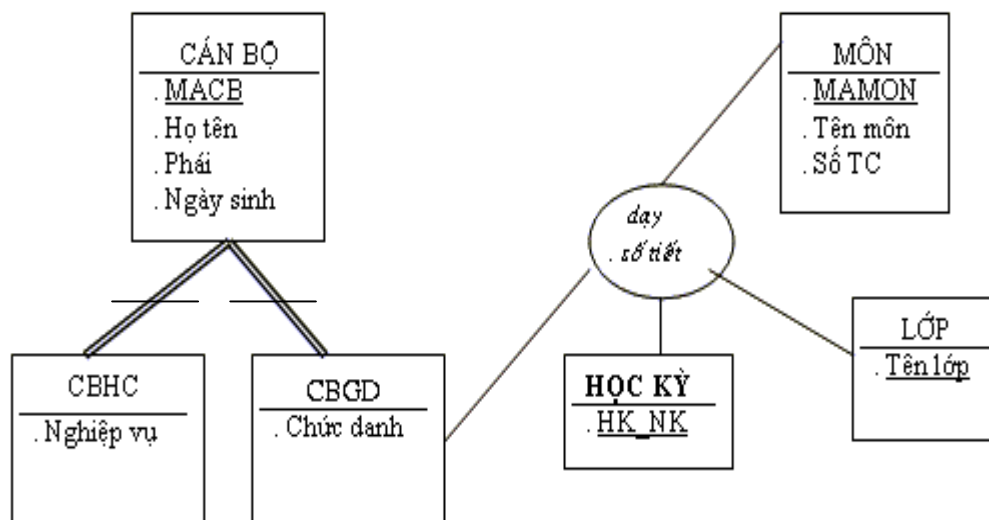 CÁN BỘ
. MACB
. Họ tên
. Phái
. Ngày sinh
MÔN
. MAMON
. Tên môn
. Số TC
dạy
. số tiết
CBHC
. Nghiệp vụ
CBGD
. Chức danh
HỌC KỲ
. HK_NK
LỚP
. Tên lớp